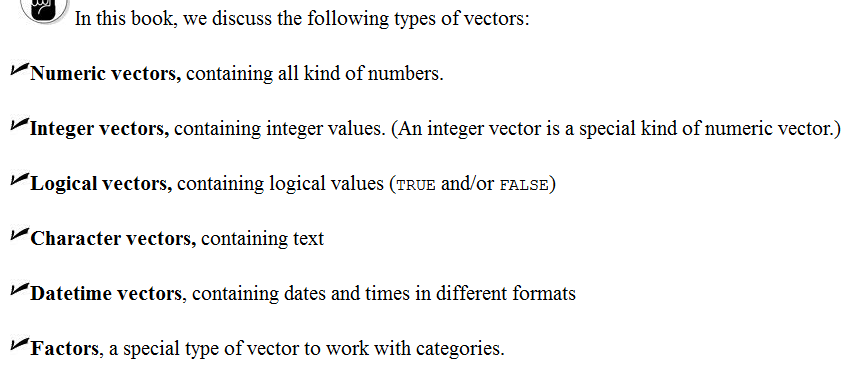 In this book, we discuss the following types of vectors:
Numeric vectors, containing all kind of numbers.
Integer vectors, containing integer values. (An integer vector is a special kind of numeric vector.)
Logical vectors, containing logical values (TRUE and/or FALSE)
Character vectors, containing text
Datetime vectors, containing dates and times in different formats
Factors, a special type of vector to work with categories.